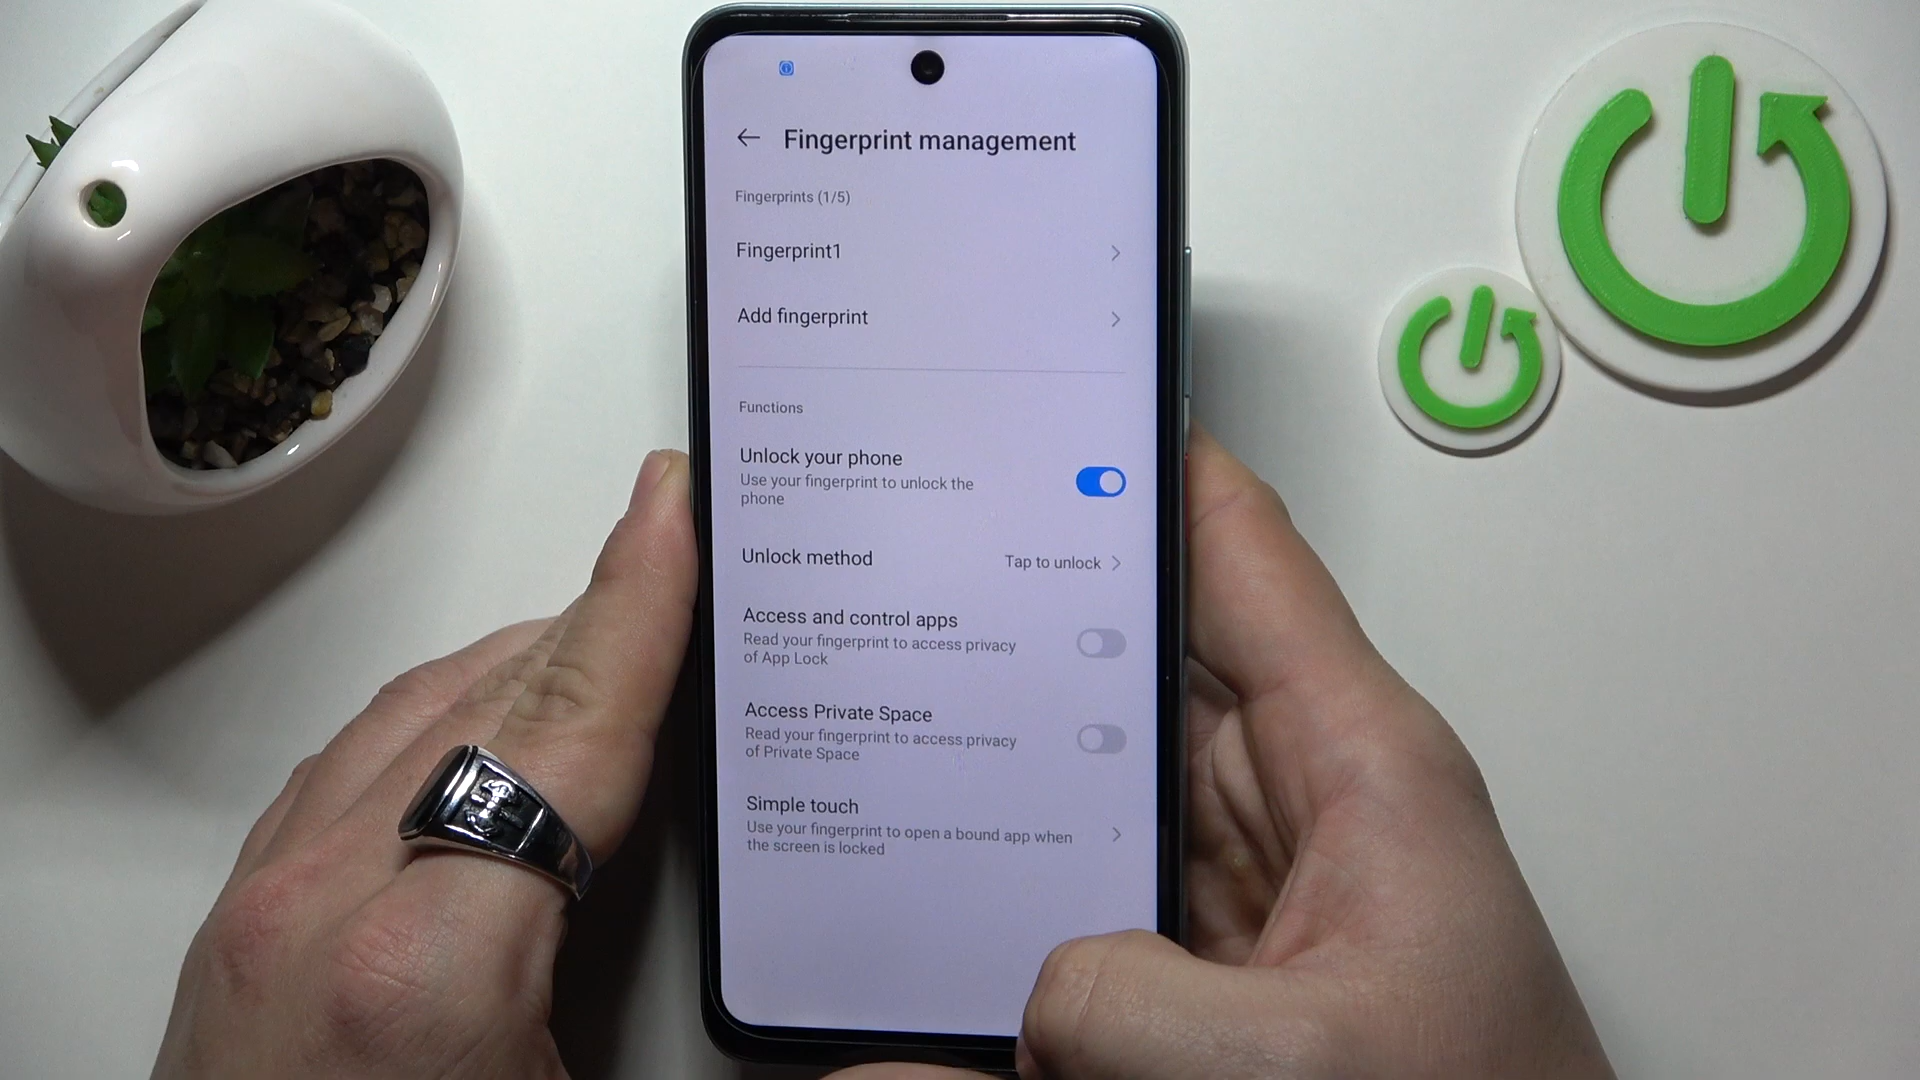 Fingerprint management
Fingerprints (1/5)
Fingerprint1
Add fingerprint
Functions
Unlock your phone
Use your fingerprint to unlock the
phone
Unlock method
Tap to unlock
Access and control apps
Read your fingerprint to access privacy
of App Lock
Access Private Space
Read your fingerprint to access privacy
of Private Space
Simple touch
Use your fingerprint to open a bound app when
the screen is locked